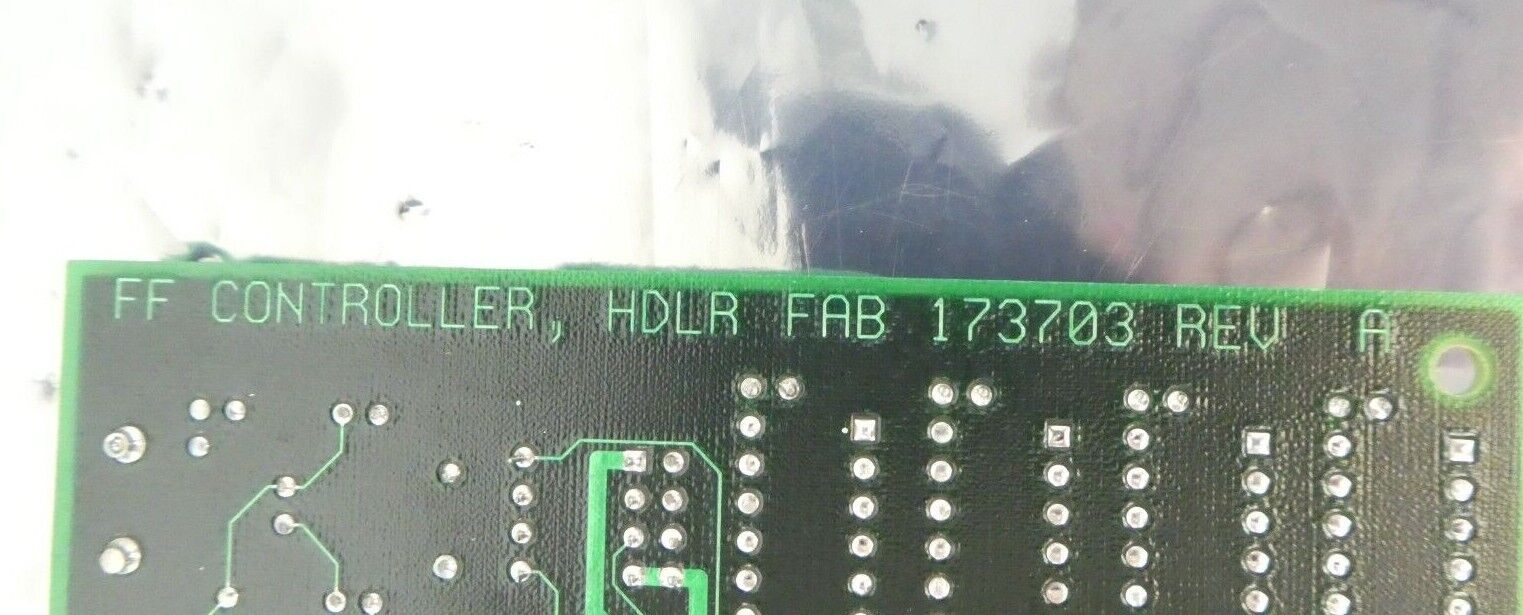 FF CONTROLLER, HDLR FAB 173703 REV A